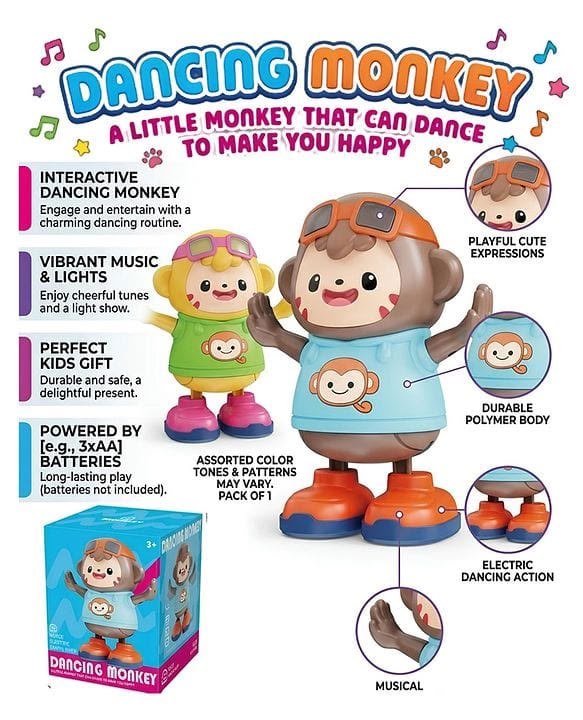 DANCING MONKEY
A LITTLE MONKEY THAT CAN DANCE
TO MAKE YOU HAPPY
INTERACTIVE
DANCING MONKEY
Engage and entertain with a
charming dancing routine.
VIBRANT MUSIC
& LIGHTS
Enjoy cheerful tunes
and a light show.
PERFECT
KIDS GIFT
Durable and safe, a
delightful present.
POWERED BY
[e.g., 3xAA]
BATTERIES
Long-lasting play
(batteries not included).
PLAYFUL CUTE
EXPRESSIONS
DURABLE
POLYMER BODY
ASSORTED COLOR
TONES & PATTERNS
MAY VARY.
PACK OF 1
ELECTRIC
DANCING ACTION
MUSICAL
3+
DANCING MONKEY
DANCING MONKEY